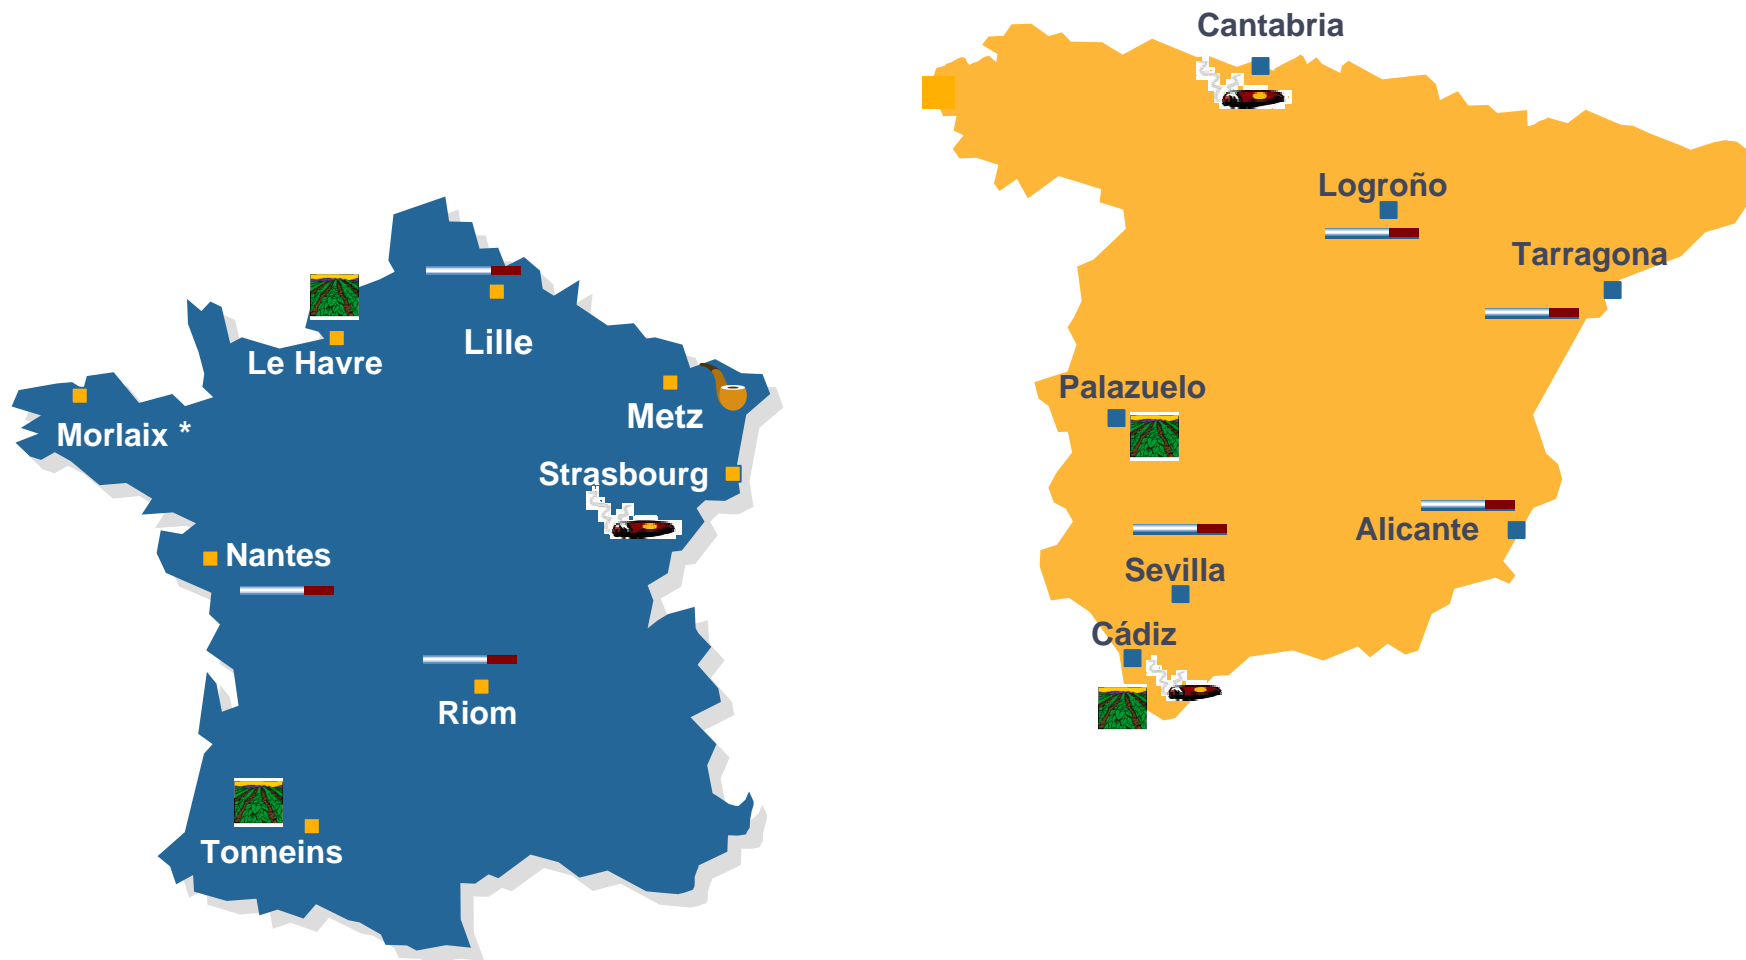 Cantabria
Logroño
Tarragona
Lille
Le Havre
Palazuelo
Metz
Morlaix *
Strasbourg
Alicante
Nantes
Sevilla
Cádiz
Riom
Tonneins